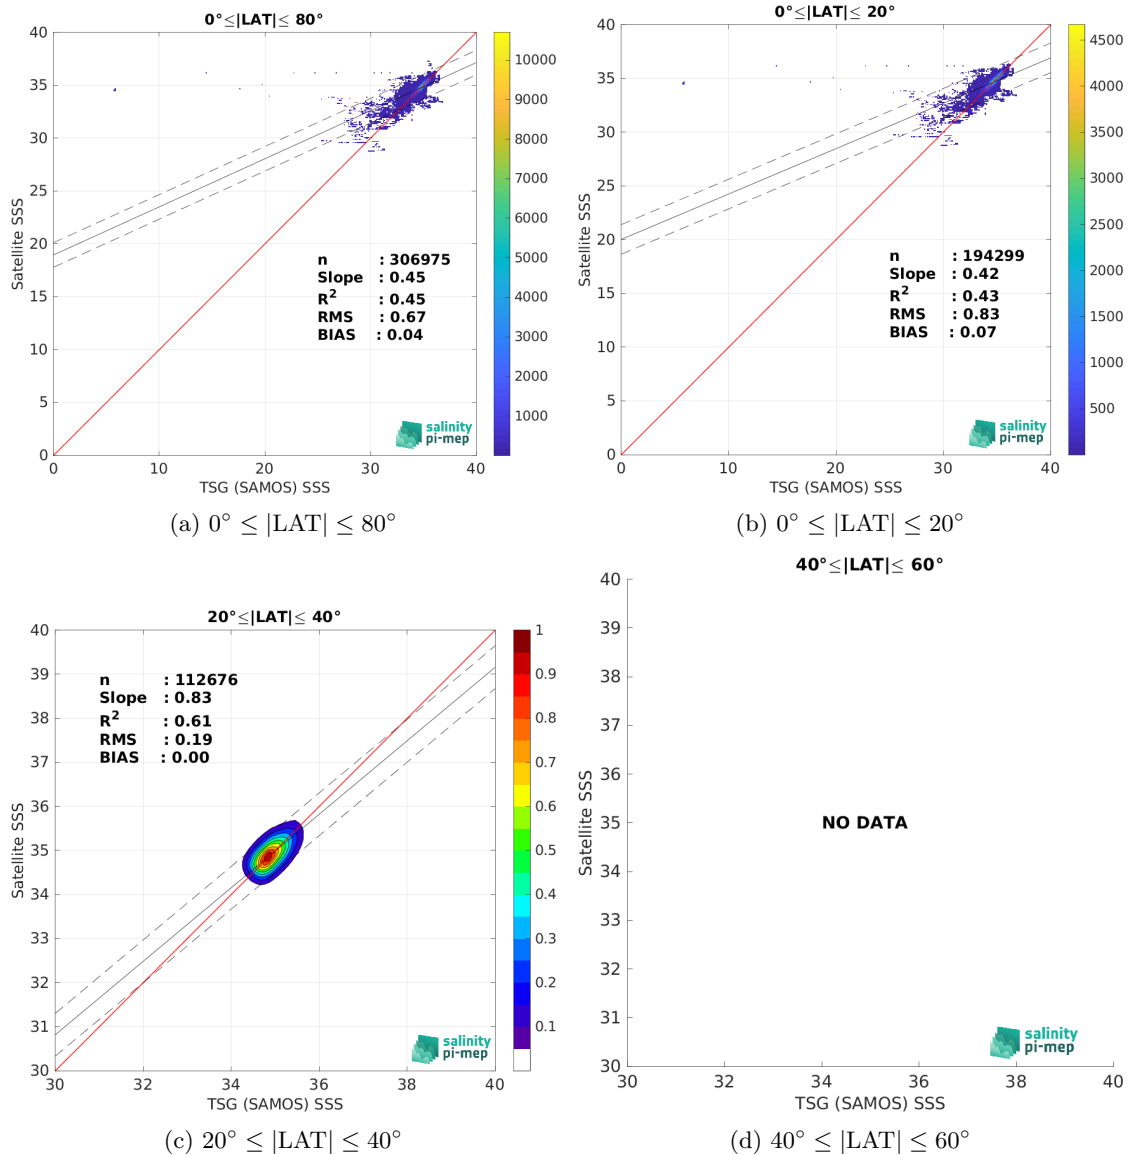 0°≤|LAT|≤ 80°
40
35
30
25
20
15
10
5
0
0
10
20
30
40
Satellite SSS
TSG (SAMOS) SSS
n : 306975
Slope : 0.45
R² : 0.45
RMS : 0.67
BIAS : 0.04
10000
9000
8000
7000
6000
5000
4000
3000
2000
1000
salinity
pi-mep
(a) 0° ≤ |LAT| ≤ 80°
0°≤|LAT|≤ 20°
40
35
30
25
20
15
10
5
0
0
10
20
30
40
Satellite SSS
TSG (SAMOS) SSS
n : 194299
Slope : 0.42
R² : 0.43
RMS : 0.83
BIAS : 0.07
4500
4000
3500
3000
2500
2000
1500
1000
500
salinity
pi-mep
(b) 0° ≤ |LAT| ≤ 20°
20°≤|LAT|≤ 40°
40
39
38
37
36
35
34
33
32
31
30
30
32
34
36
38
40
Satellite SSS
TSG (SAMOS) SSS
n : 112676
Slope : 0.83
R² : 0.61
RMS : 0.19
BIAS : 0.00
1
0.9
0.8
0.7
0.6
0.5
0.4
0.3
0.2
0.1
salinity
pi-mep
(c) 20° ≤ |LAT| ≤ 40°
40°≤|LAT|≤ 60°
40
39
38
37
36
35
34
33
32
31
30
30
32
34
36
38
40
Satellite SSS
TSG (SAMOS) SSS
NO DATA
salinity
pi-mep
(d) 40° ≤ |LAT| ≤ 60°